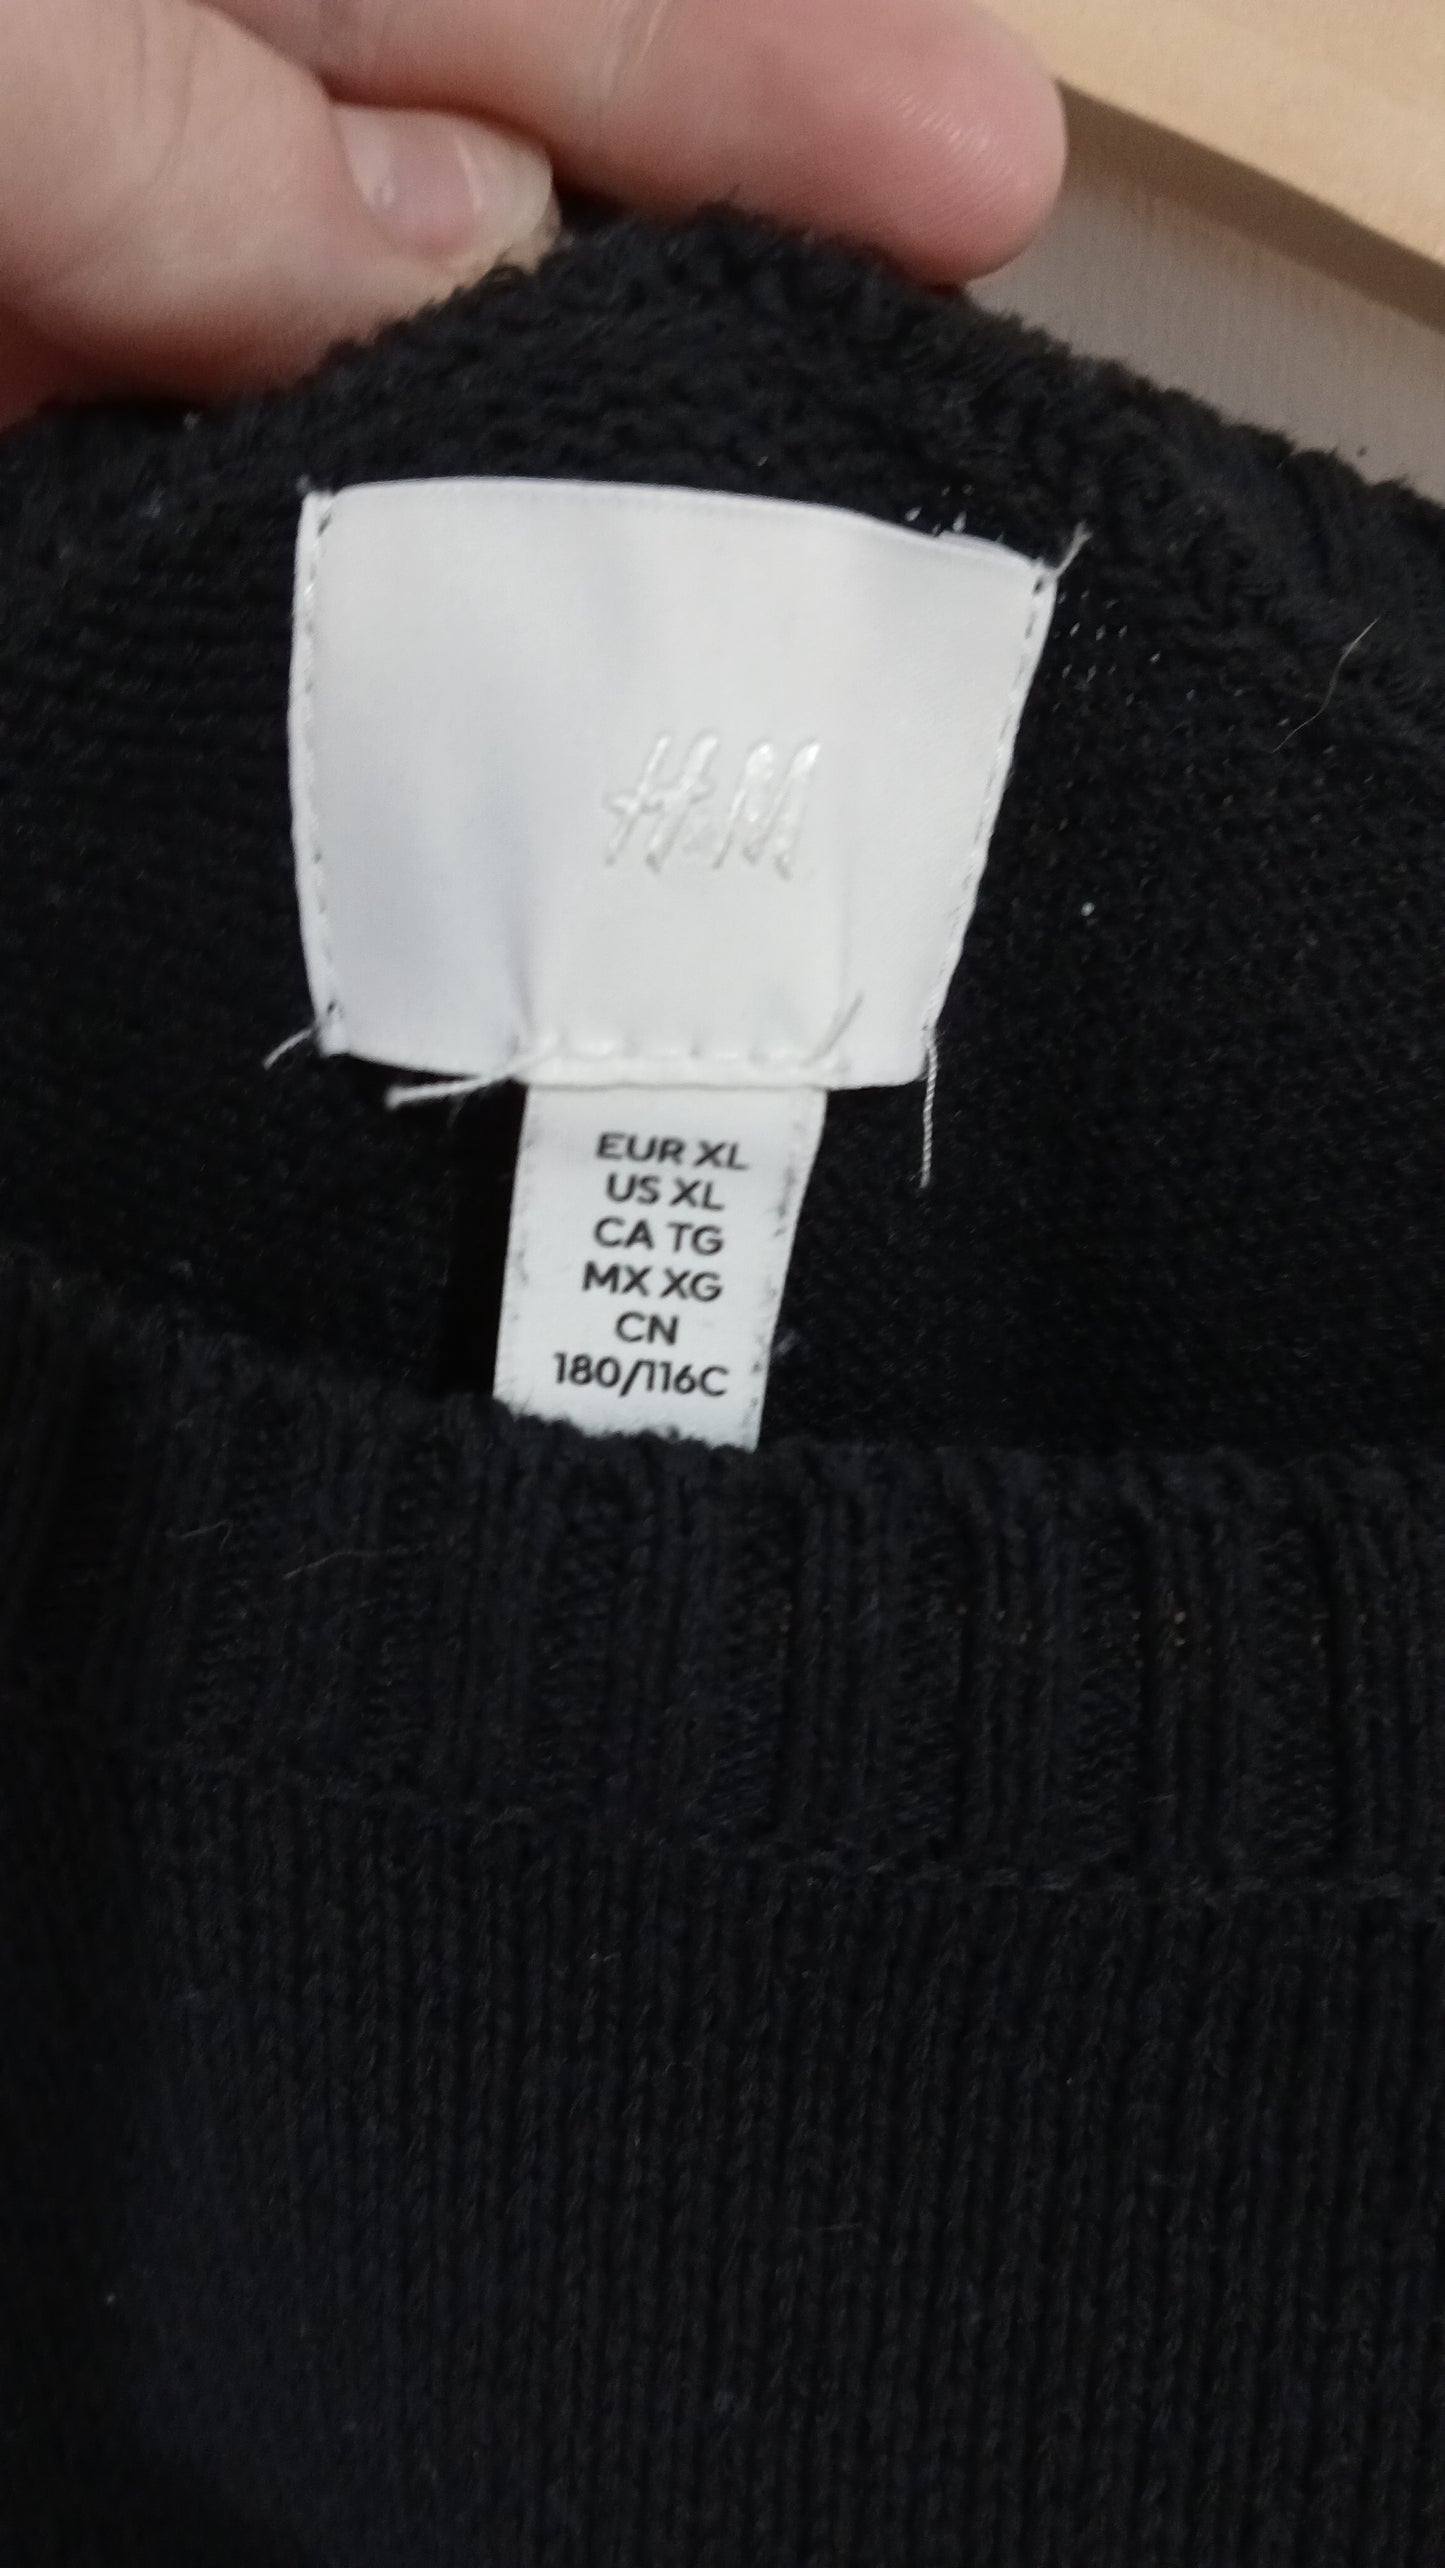 H&M
EUR XL
US XL
CA TG
MX XG
CN
180/116C